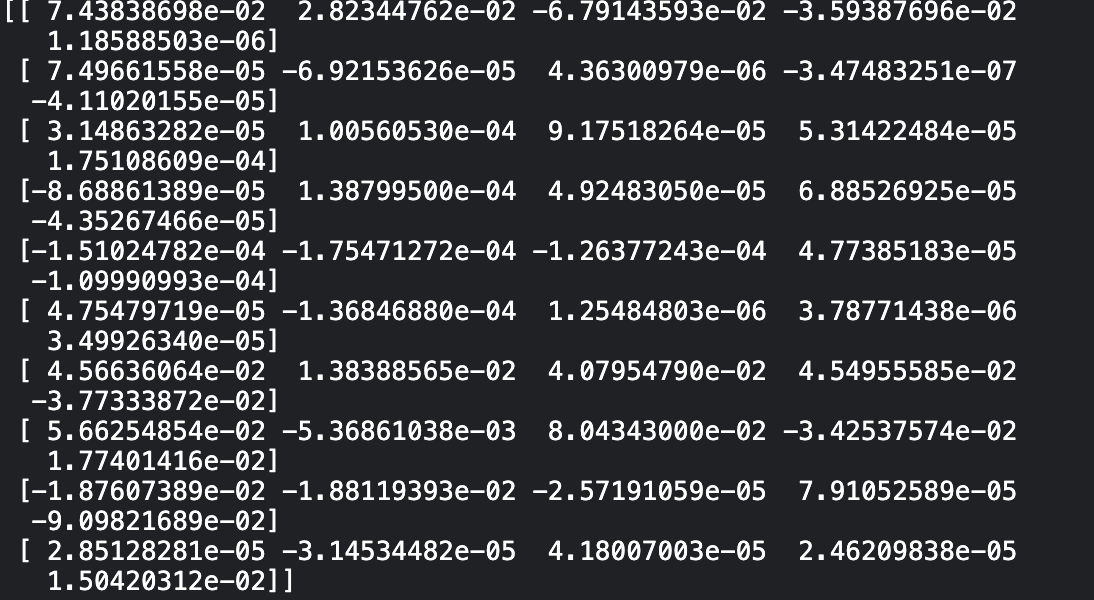 [[ 7.43838698e-02  2.82344762e-02 -6.79143593e-02 -3.59387696e-02
   1.18588503e-06]
 [ 7.49661558e-05 -6.92153626e-05  4.36300979e-06 -3.47483251e-07
  -4.11020155e-05]
 [ 3.14863282e-05  1.00560530e-04  9.17518264e-05  5.31422484e-05
   1.75108609e-04]
 [-8.68861389e-05  1.38799500e-04  4.92483050e-05  6.88526925e-05
  -4.35267466e-05]
 [-1.51024782e-04 -1.75471272e-04 -1.26377243e-04  4.77385183e-05
  -1.09990993e-04]
 [ 4.75479719e-05 -1.36846880e-04  1.25484803e-06  3.78771438e-06
   3.49926340e-05]
 [ 4.56636064e-02  1.38388565e-02  4.07954790e-02  4.54955585e-02
  -3.77333872e-02]
 [ 5.66254854e-02 -5.36861038e-03  8.04343000e-02 -3.42537574e-02
   1.77401416e-02]
 [-1.87607389e-02 -1.88119393e-02 -2.57191059e-05  7.91052589e-05
  -9.09821689e-02]
 [ 2.85128281e-05 -3.14534482e-05  4.18007003e-05  2.46209838e-05
   1.50420312e-02]]